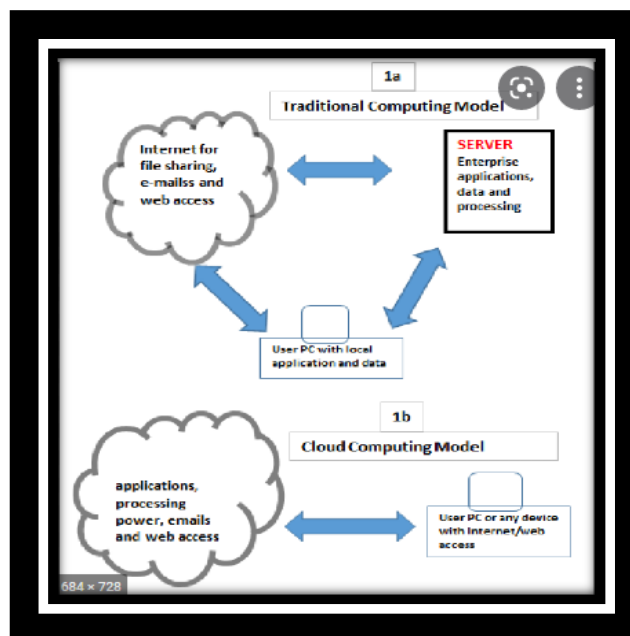 1a
Traditional Computing Model
Internet for
file sharing,
e-mailss and
web access
SERVER
Enterprise
applications,
data and
processing
User PC with local
application and data
1b
Cloud Computing Model
applications,
processing
power, emails
and web access
User PC or any device
with Internet/web
access
684 × 728